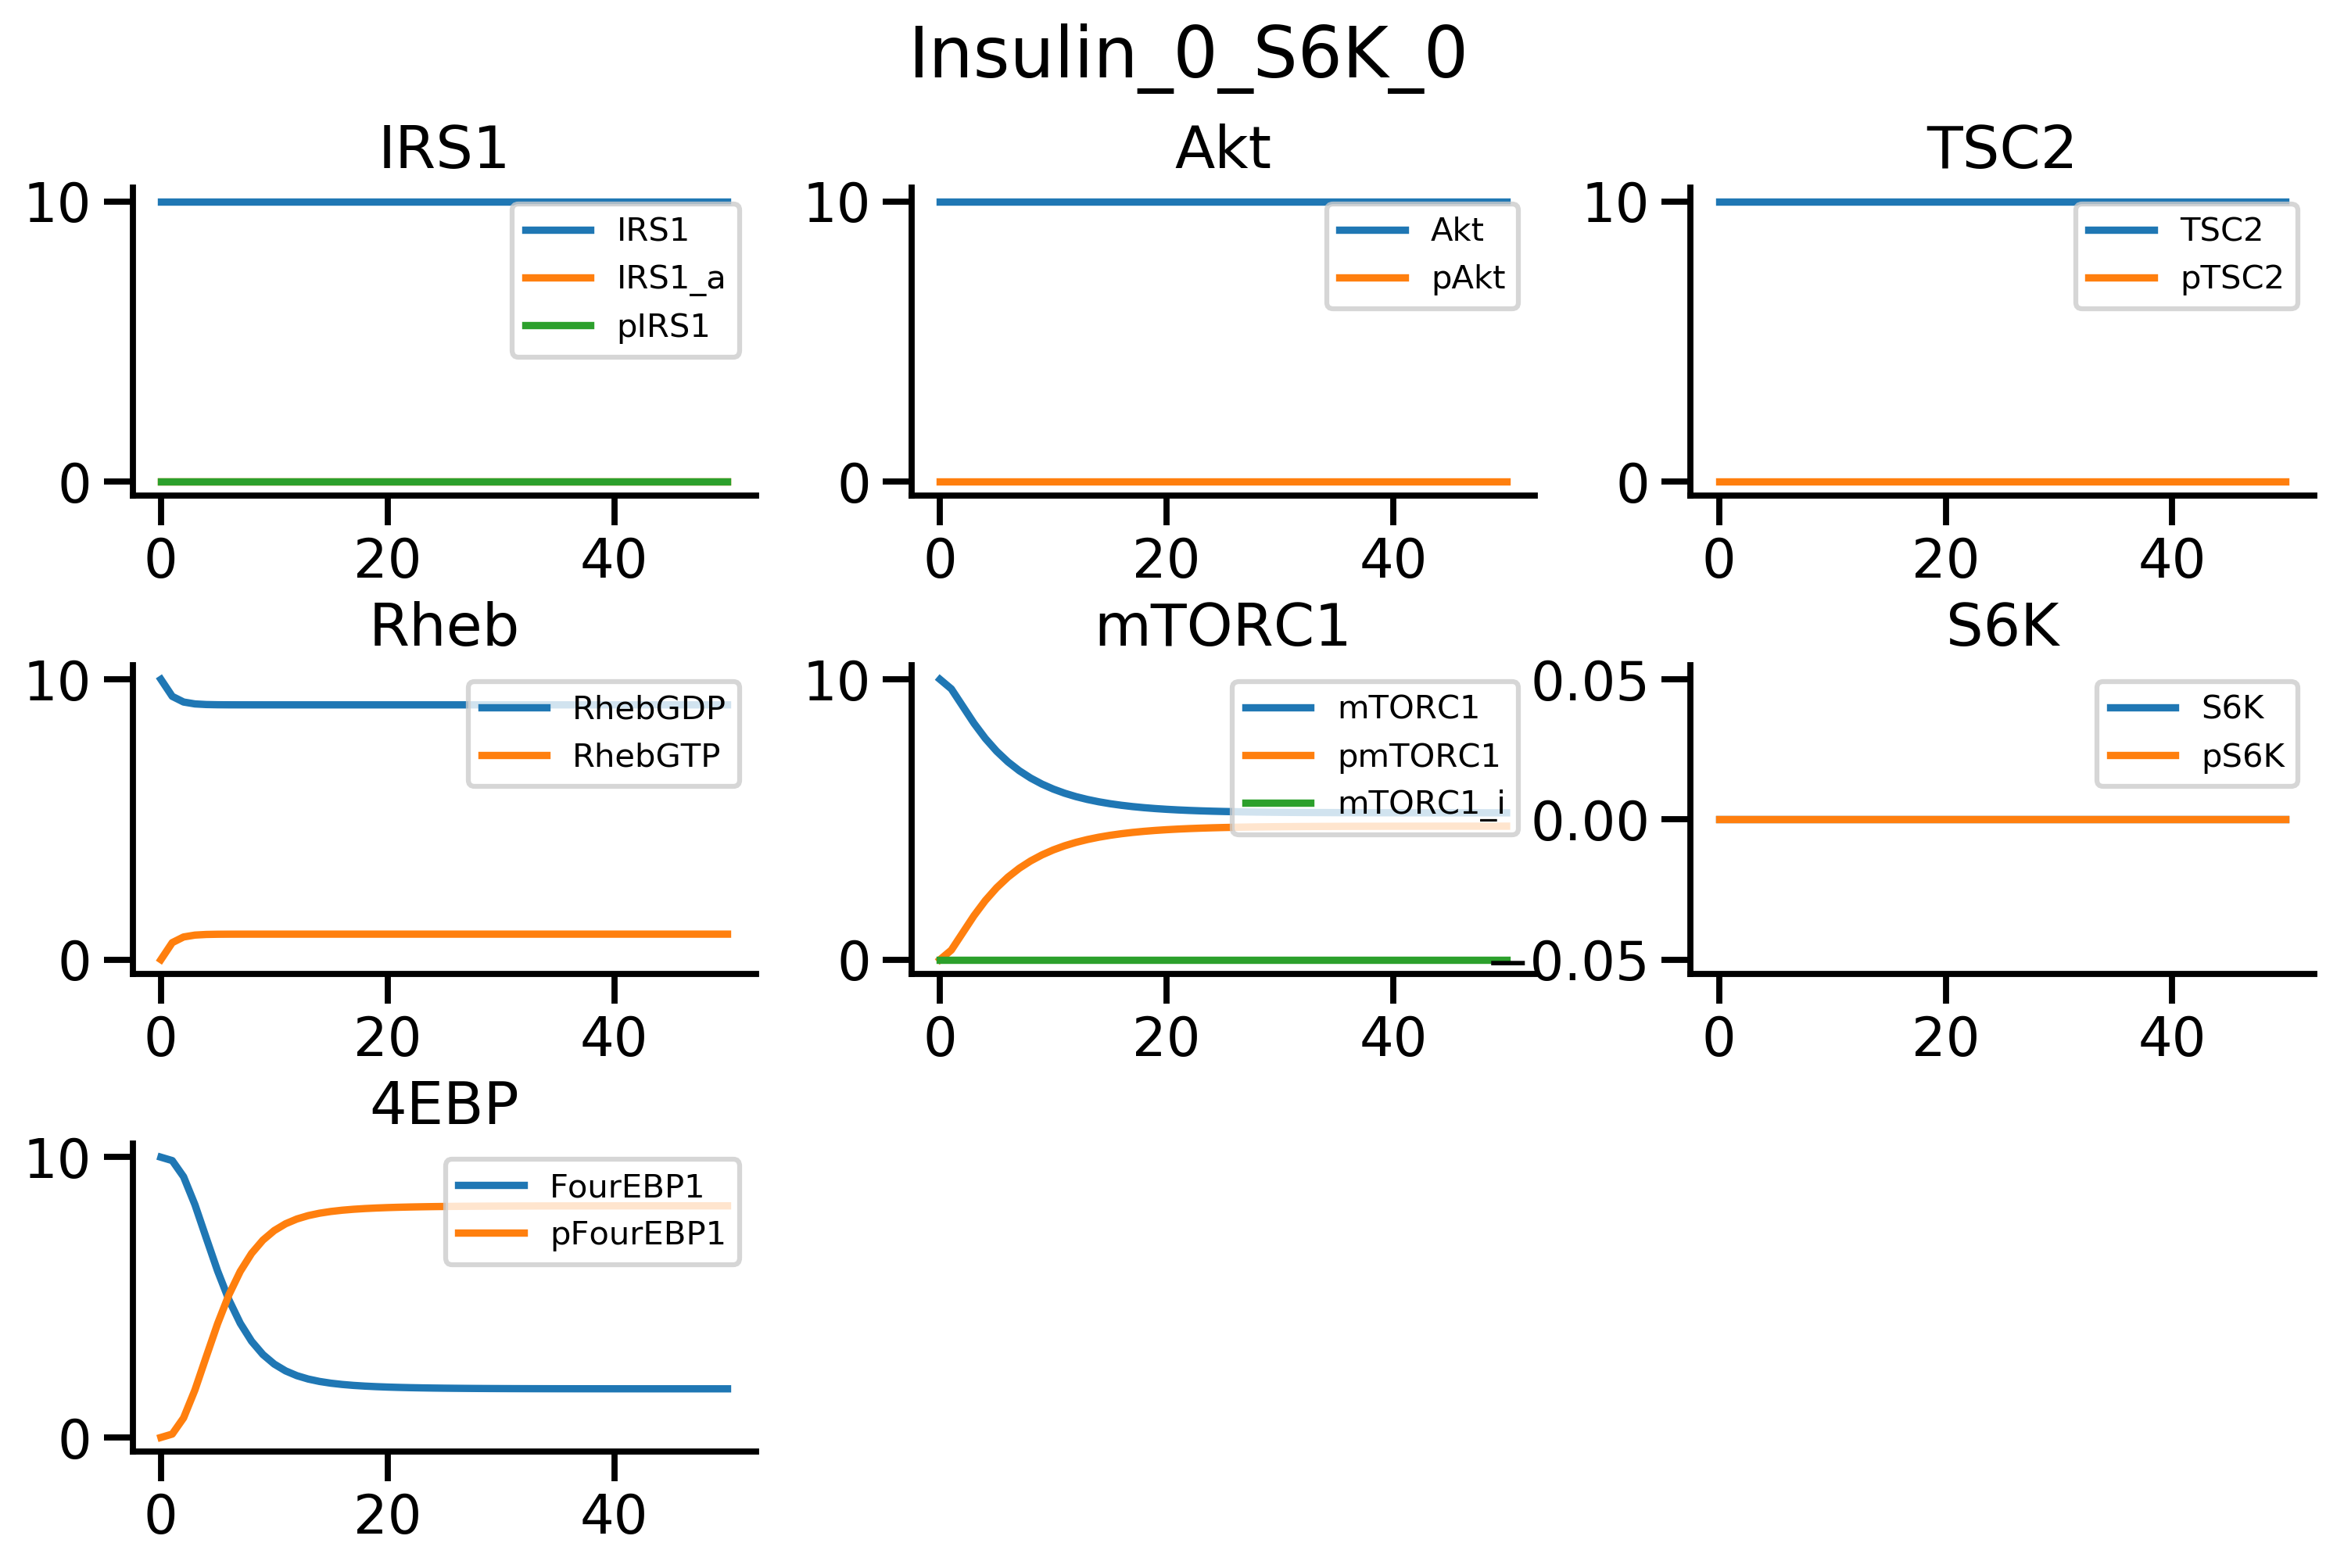 Insulin_0_S6K_0
IRS1
10
0
0 20 40
IRS1
IRS1_a
pIRS1
Akt
10
0
0 20 40
Akt
pAkt
TSC2
10
0
0 20 40
TSC2
pTSC2
Rheb
10
0
0 20 40
RhebGDP
RhebGTP
mTORC1
10
0
0 20 40
mTORC1
pmTORC1
mTORC1_i
S6K
0.05
0.00
−0.05
0 20 40
S6K
pS6K
4EBP
10
0
0 20 40
FourEBP1
pFourEBP1